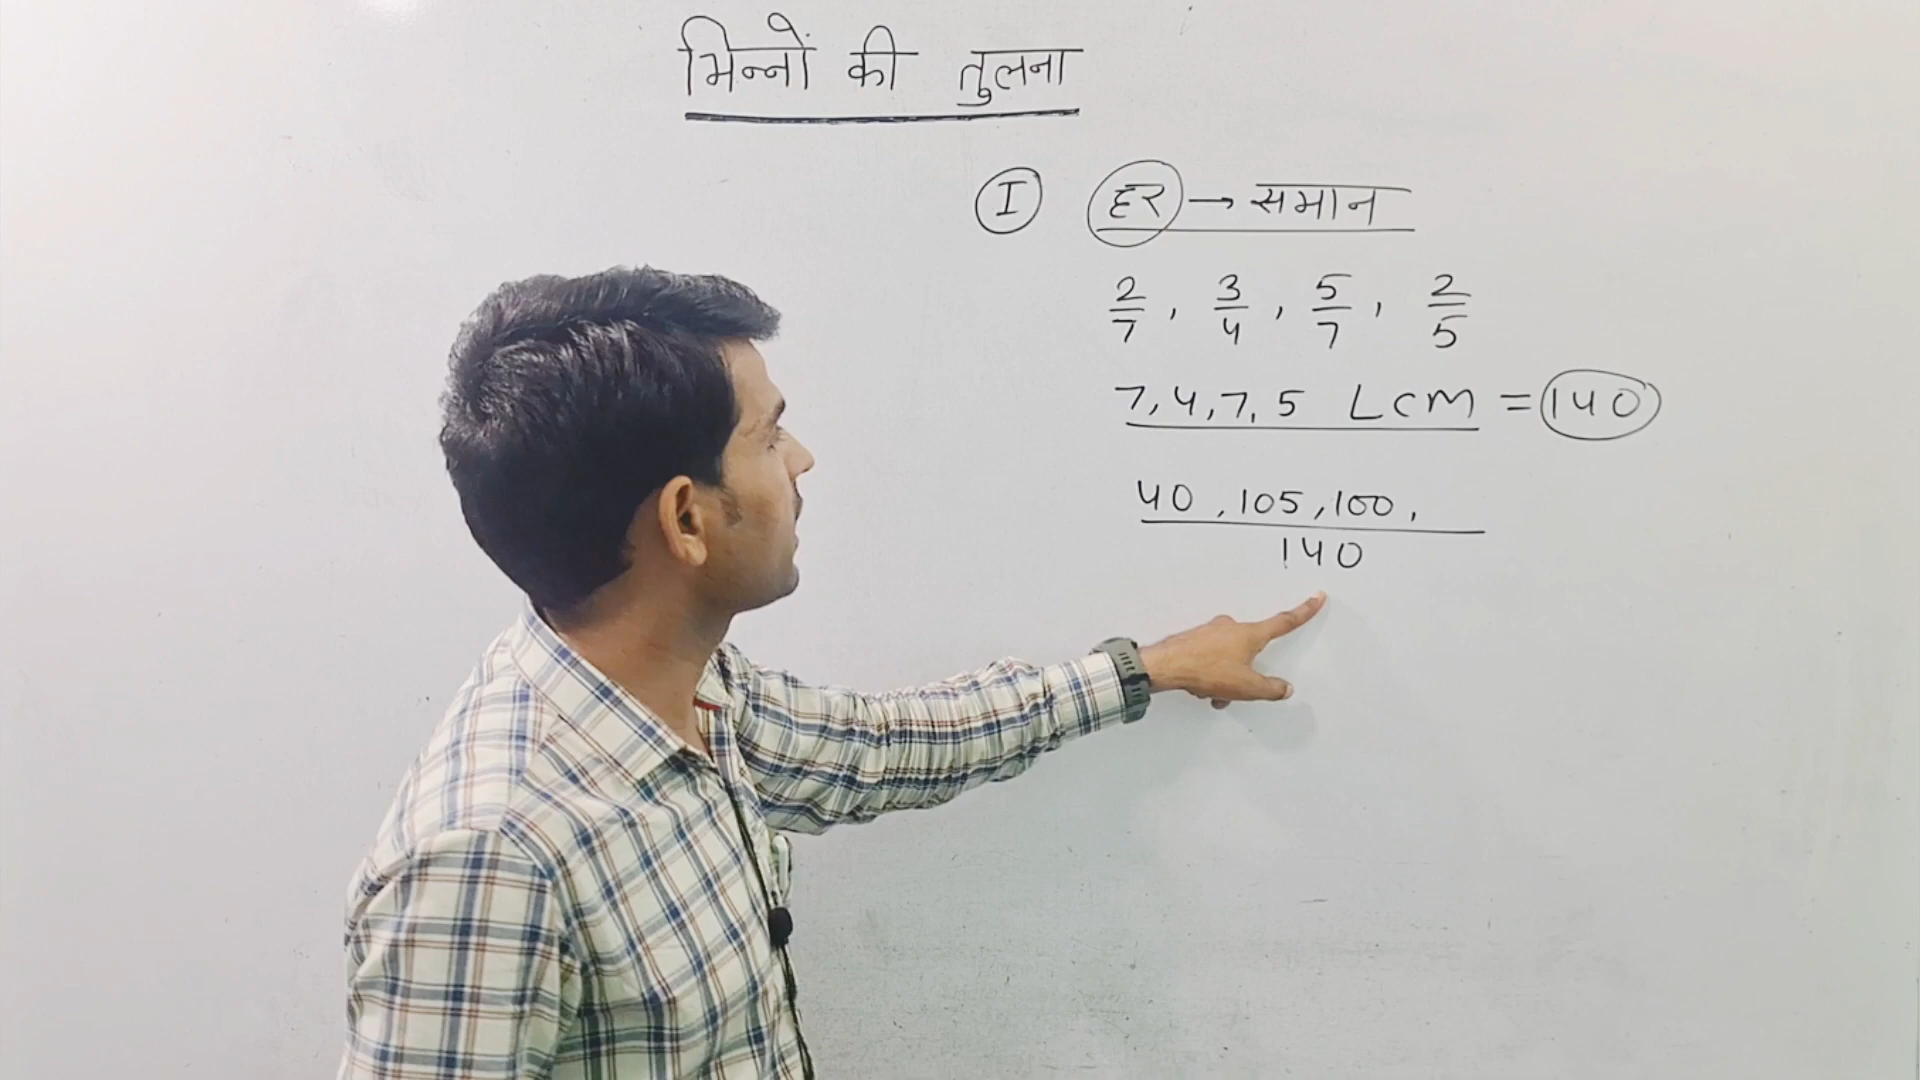 भिन्नों की तुलना
I हर → समान
2/7, 3/4, 5/7, 2/5
7,4,7,5 LCM = 140
40, 105, 100,
140